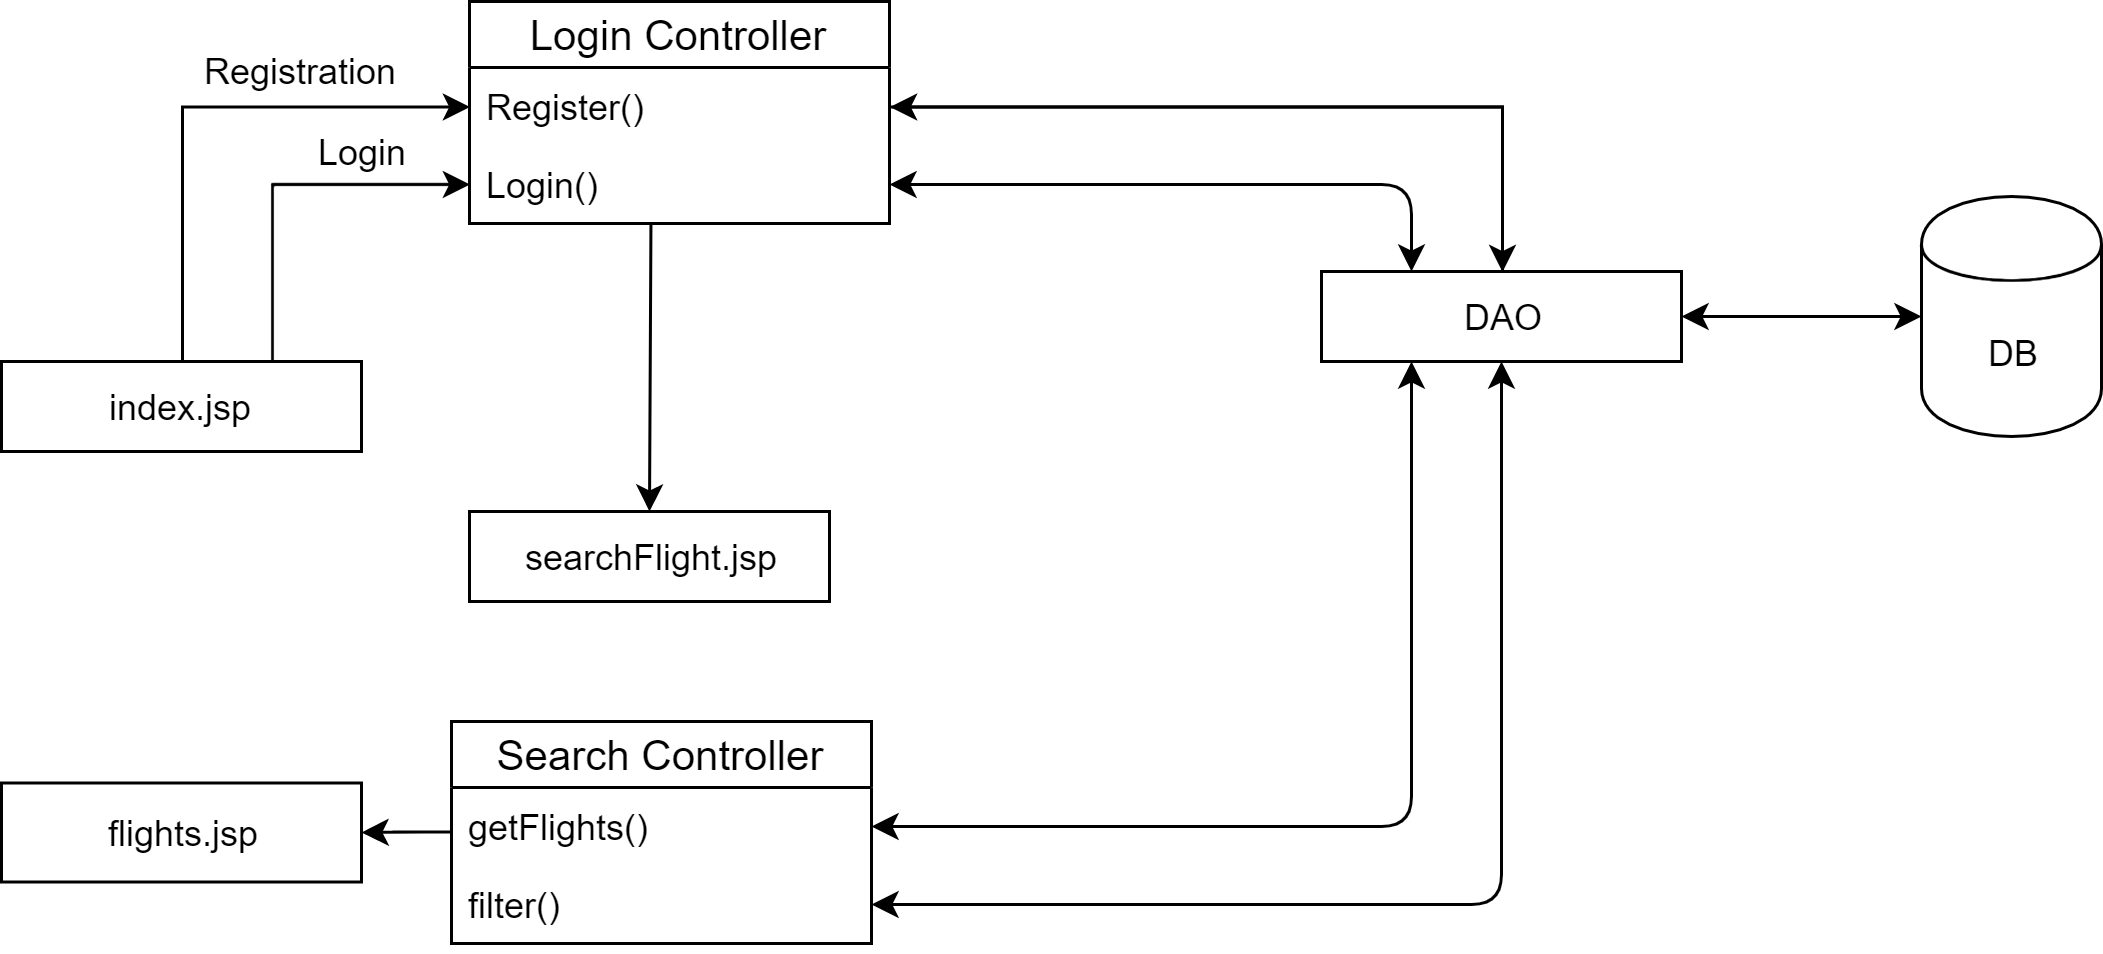 Login Controller
Registration
Register()
Login
Login()
DAO
DB
index.jsp
searchFlight.jsp
Search Controller
flights.jsp
getFlights()
filter()